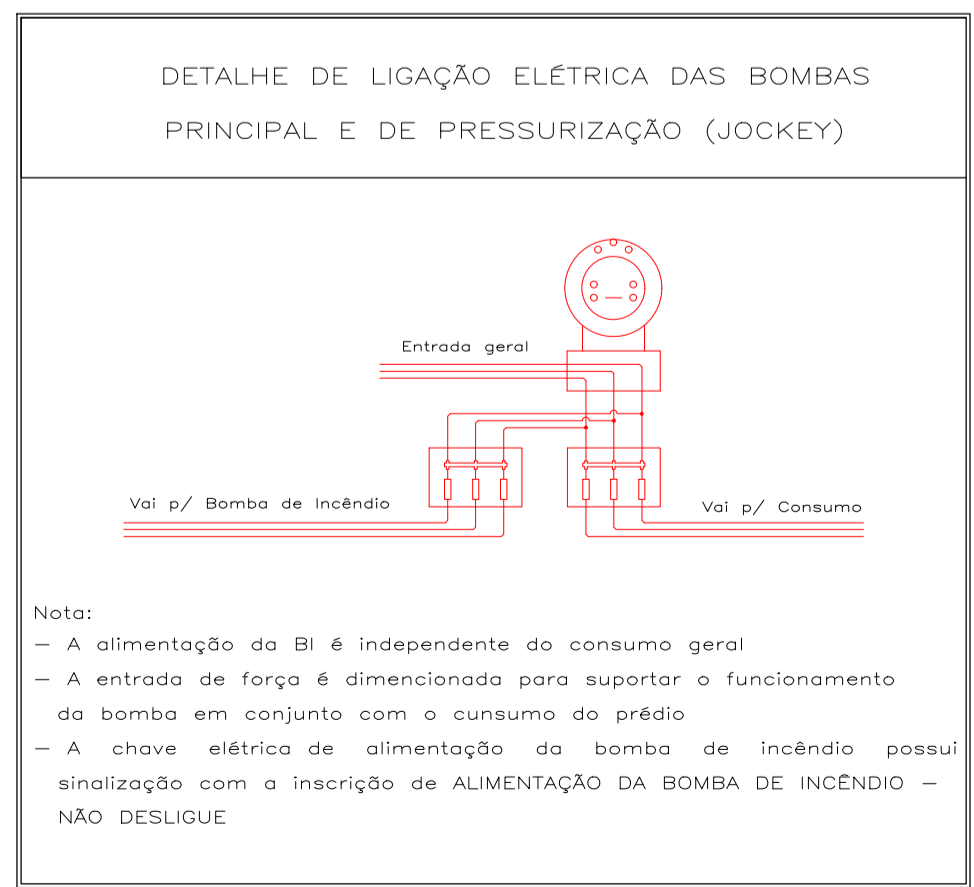 DETALHE DE LIGAÇÃO ELÉTRICA DAS BOMBAS
PRINCIPAL E DE PRESSURIZAÇÃO (JOCKEY)
Entrada geral
Vai p/ Bomba de Incêndio
Vai p/ Consumo
Nota:
– A alimentação da BI é independente do consumo geral
– A entrada de força é dimencionada para suportar o funcionamento
da bomba em conjunto com o cunsumo do prédio
– A chave elétrica de alimentação da bomba de incêndio possui
sinalização com a inscrição de ALIMENTAÇÃO DA BOMBA DE INCÊNDIO –
NÃO DESLIGUE